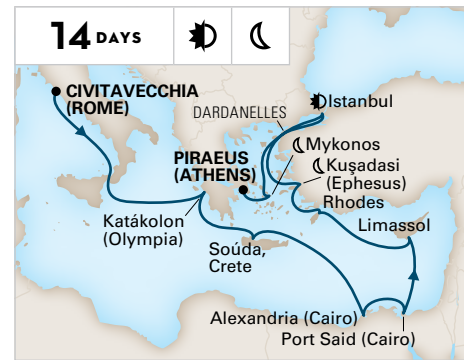 14 DAYS
CIVITAVECCHIA
(ROME)
DARDANELLES
Istanbul
Mykonos
PIRAEUS
(ATHENS)
Kuşadasi
(Ephesus)
Rhodes
Katákolon
(Olympia)
Limassol
Soúda,
Crete
Alexandria (Cairo)
Port Said (Cairo)